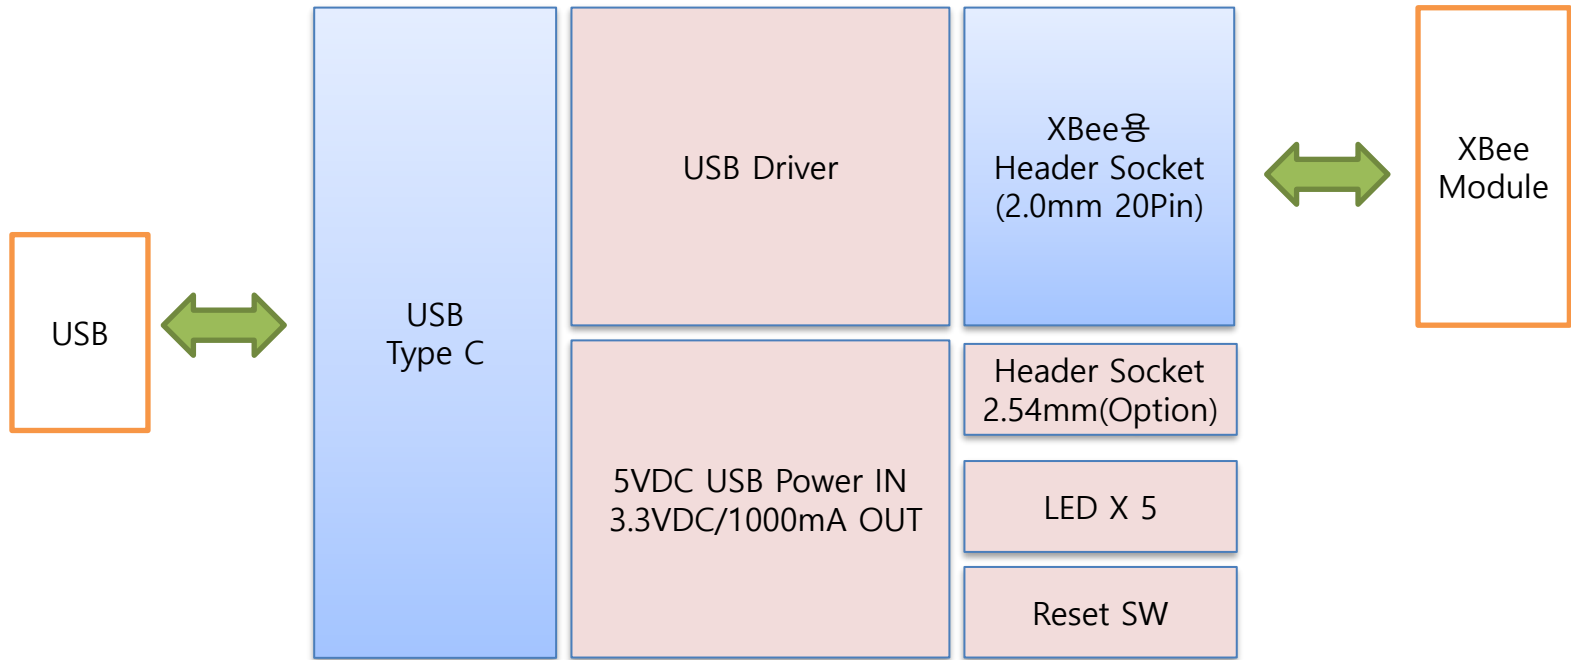 USB
USB
Type C
USB Driver
5VDC USB Power IN
3.3VDC/1000mA OUT
XBee용
Header Socket
(2.0mm 20Pin)
Header Socket
2.54mm(Option)
LED X 5
Reset SW
XBee
Module